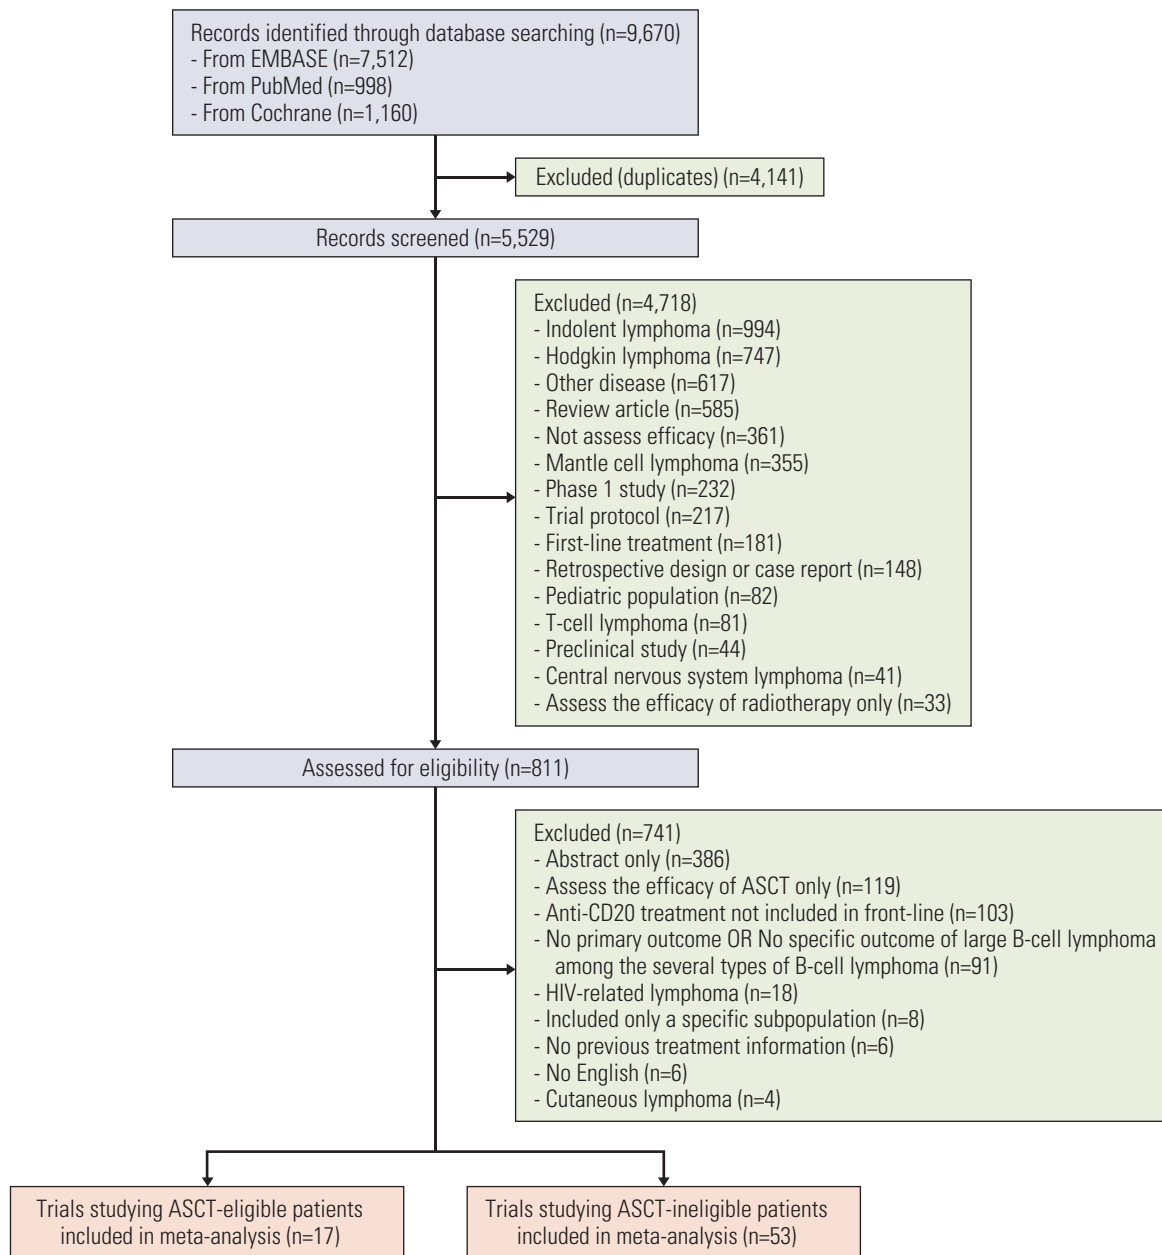 Records identified through database searching (n=9,670)
- From EMBASE (n=7,512)
- From PubMed (n=998)
- From Cochrane (n=1,160)
Excluded (duplicates) (n=4,141)
Records screened (n=5,529)
Excluded (n=4,718)
- Indolent lymphoma (n=994)
- Hodgkin lymphoma (n=747)
- Other disease (n=617)
- Review article (n=585)
- Not assess efficacy (n=361)
- Mantle cell lymphoma (n=355)
- Phase 1 study (n=232)
- Trial protocol (n=217)
- First-line treatment (n=181)
- Retrospective design or case report (n=148)
- Pediatric population (n=82)
- T-cell lymphoma (n=81)
- Preclinical study (n=44)
- Central nervous system lymphoma (n=41)
- Assess the efficacy of radiotherapy only (n=33)
Assessed for eligibility (n=811)
Excluded (n=741)
- Abstract only (n=386)
- Assess the efficacy of ASCT only (n=119)
- Anti-CD20 treatment not included in front-line (n=103)
- No primary outcome OR No specific outcome of large B-cell lymphoma
among the several types of B-cell lymphoma (n=91)
- HIV-related lymphoma (n=18)
- Included only a specific subpopulation (n=8)
- No previous treatment information (n=6)
- No English (n=6)
- Cutaneous lymphoma (n=4)
Trials studying ASCT-eligible patients
included in meta-analysis (n=17)
Trials studying ASCT-ineligible patients
included in meta-analysis (n=53)